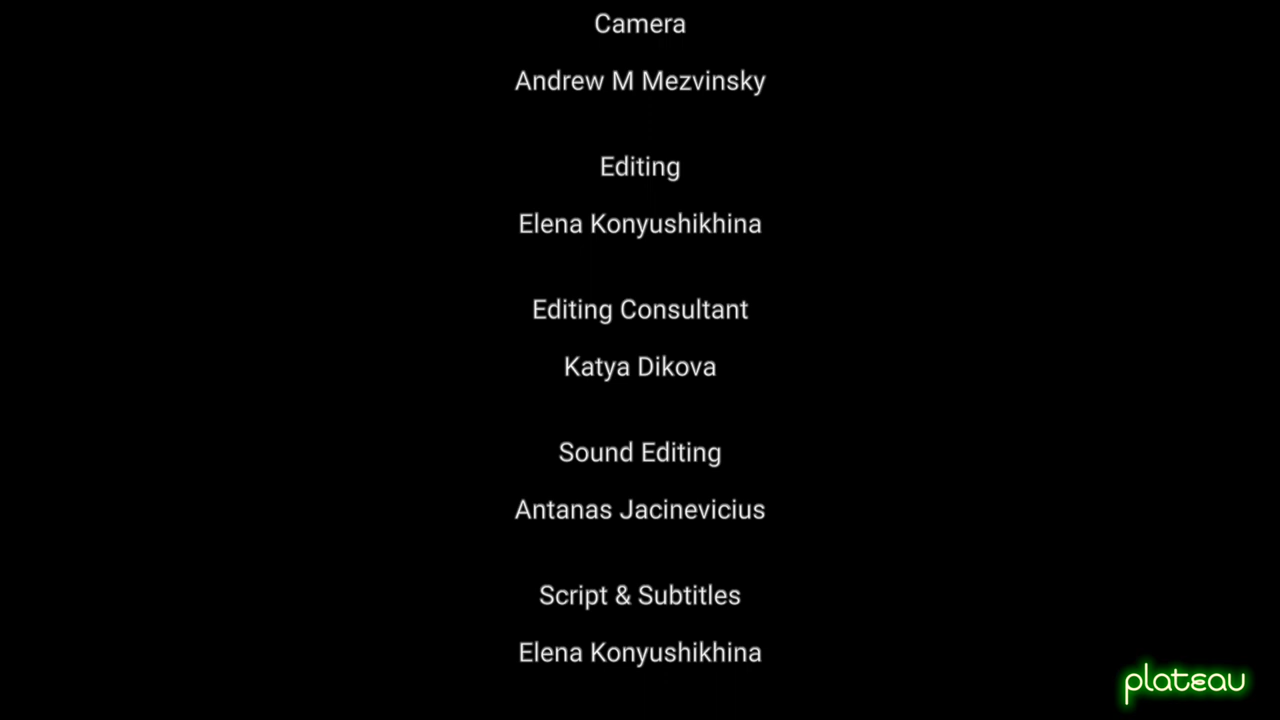 Camera
Andrew M Mezvinsky
Editing
Elena Konyushikhina
Editing Consultant
Katya Dikova
Sound Editing
Antanas Jacinevicius
Script & Subtitles
Elena Konyushikhina
plateau